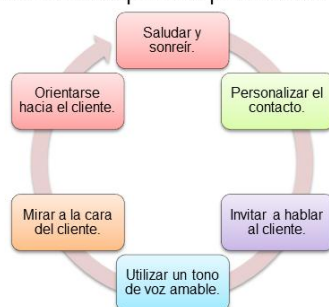 Saludar y
sonreír.
Personalizar el
contacto.
Invitar a hablar
al cliente.
Utilizar un tono
de voz amable.
Mirar a la cara
del cliente.
Orientarse
hacia el cliente.